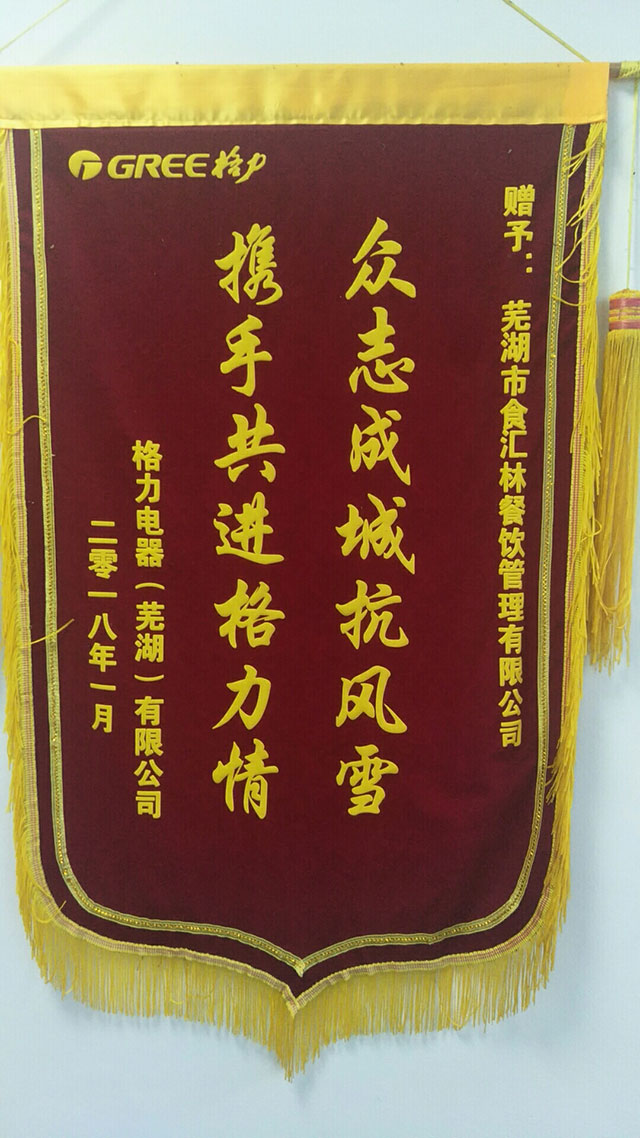 GREE格力
赠予：芜湖市食汇林餐饮管理有限公司
众志成城抗风雪
携手共进格力情
格力电器（芜湖）有限公司
二零一八年一月